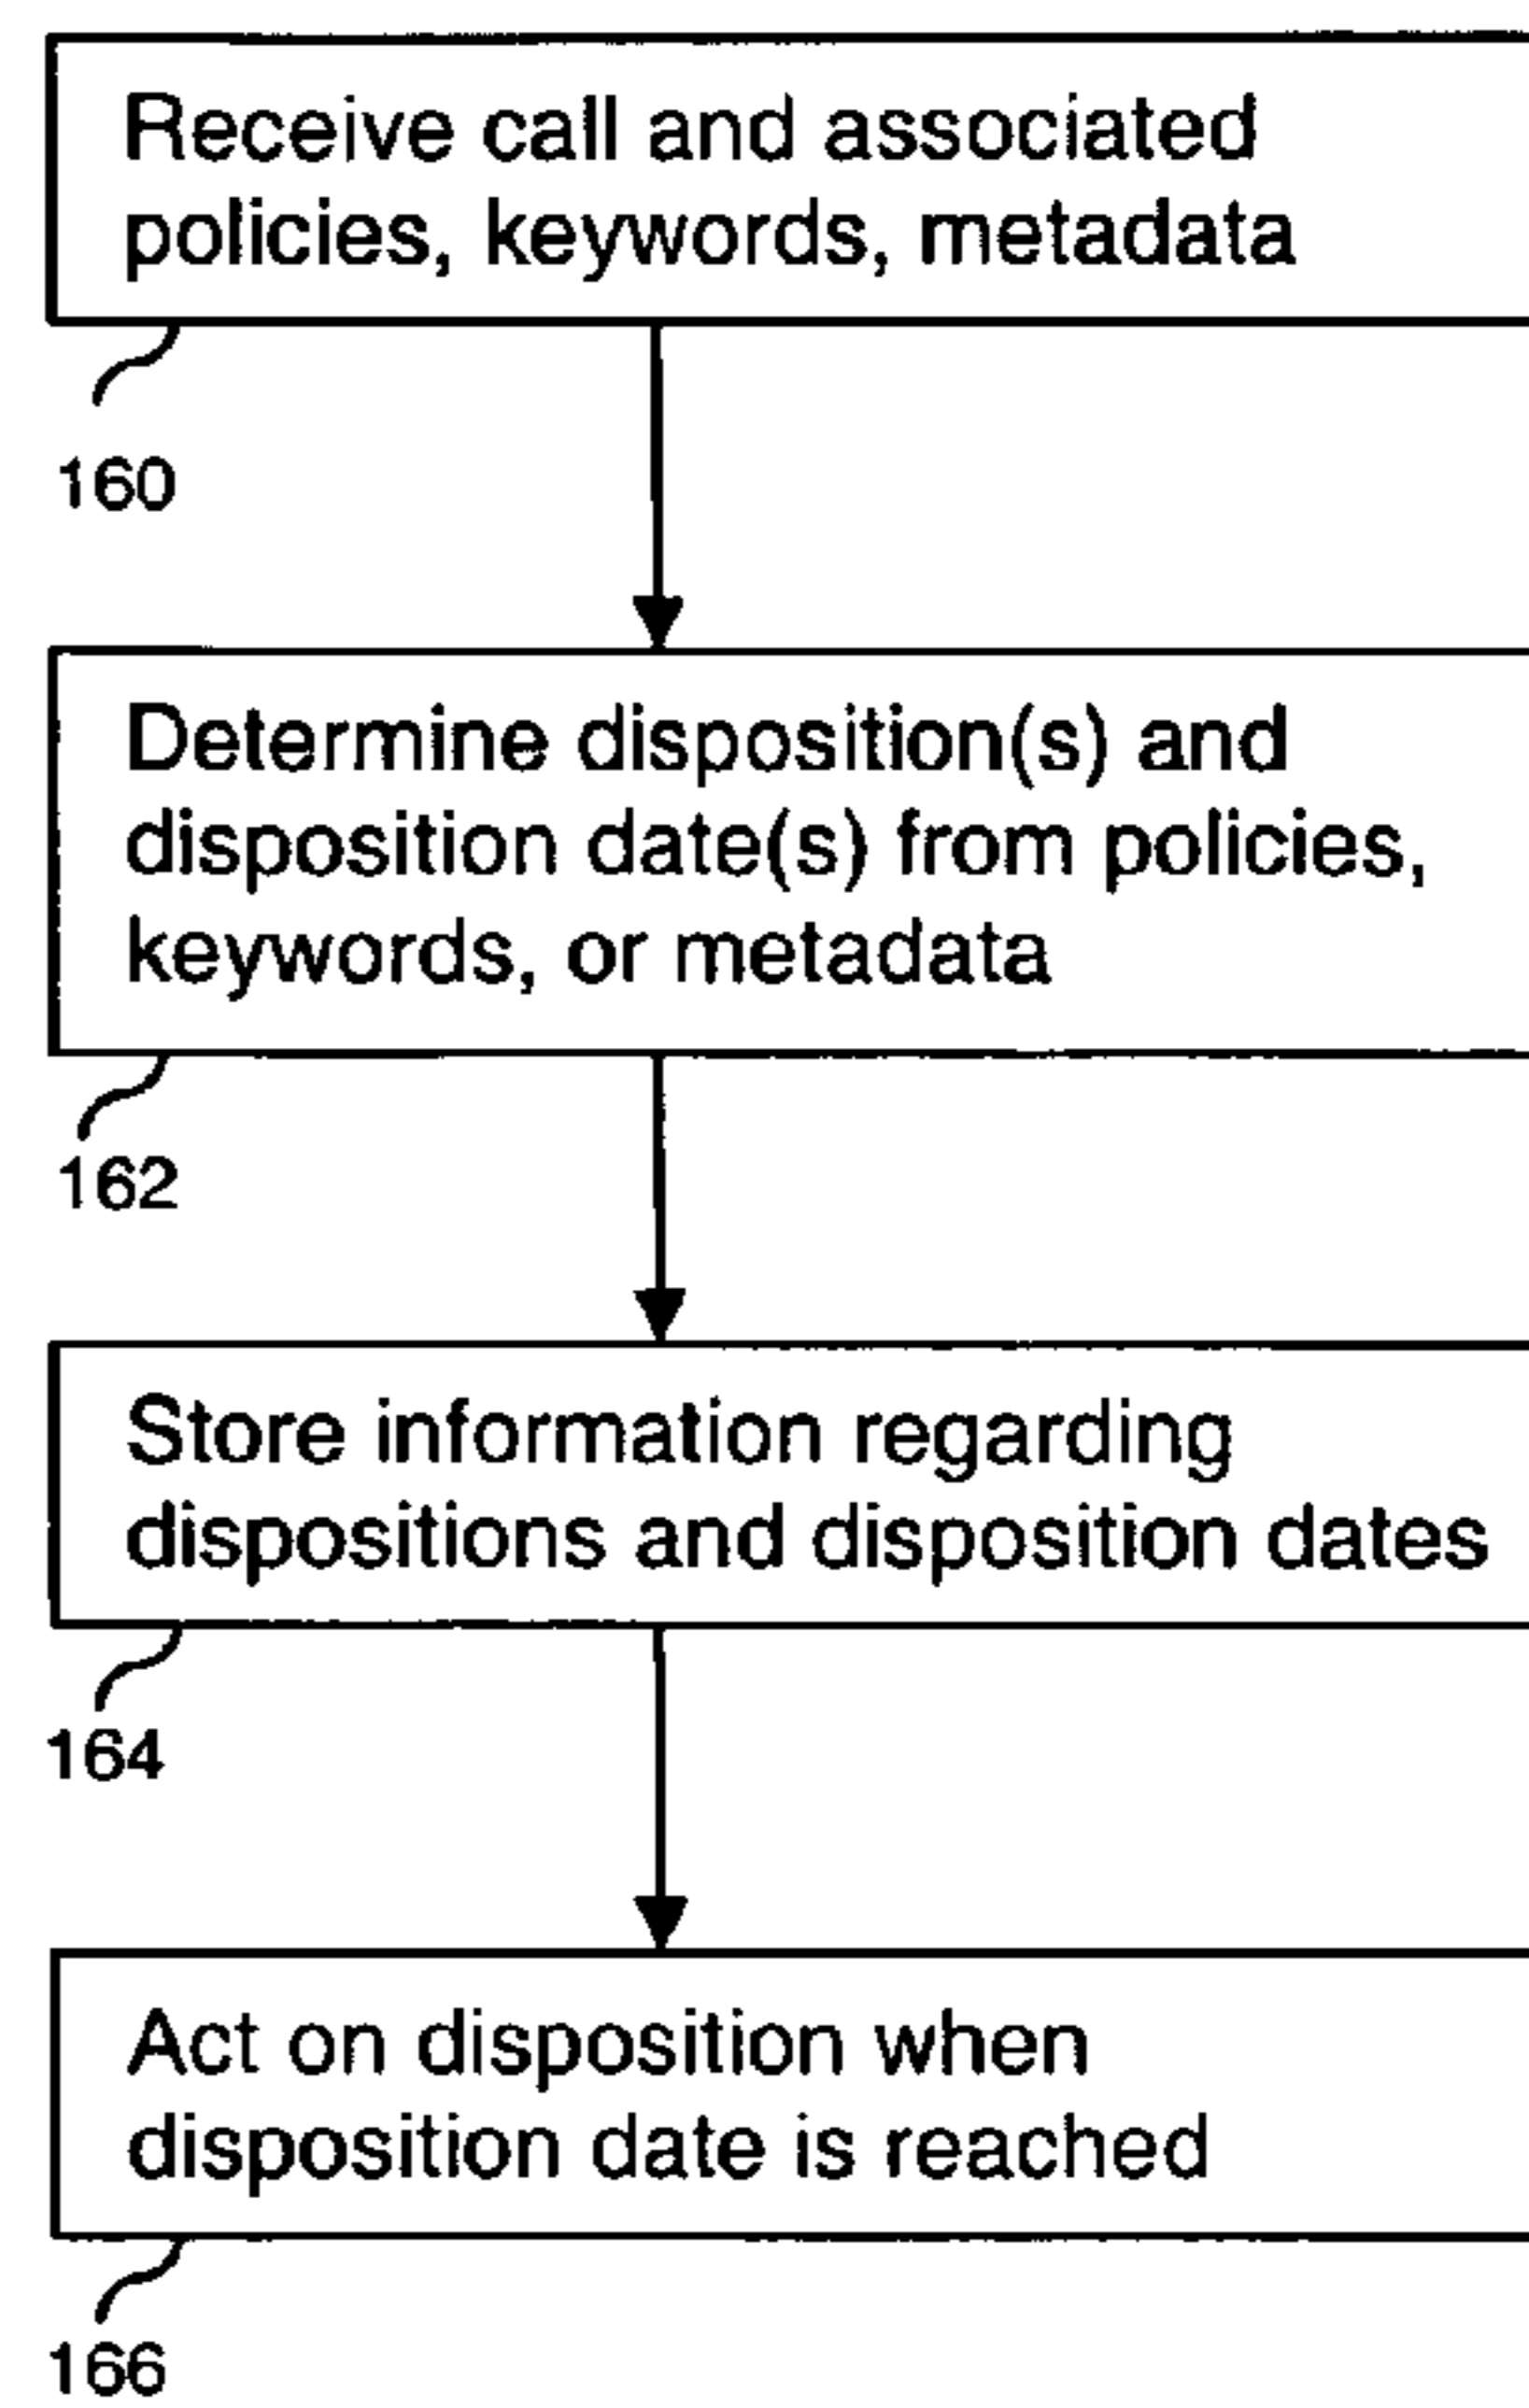 Receive call and associated
policies, keywords, metadata
160
Determine disposition(s) and
disposition date(s) from policies,
keywords, or metadata
162
Store information regarding
dispositions and disposition dates
164
Act on disposition when
disposition date is reached
166